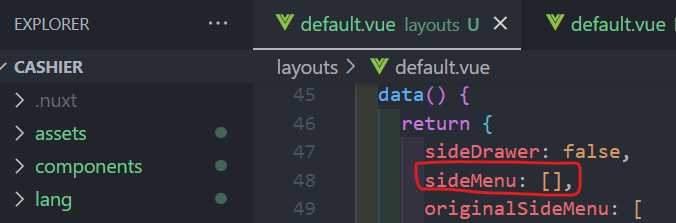 EXPLORER
···
default.vue layouts U ×
default.
CASHIER
layouts > default.vue
.nuxt
assets
components
lang
45 data() {
46 return {
47 sideDrawer: false,
48 sideMenu: [],
49 originalSideMenu: [